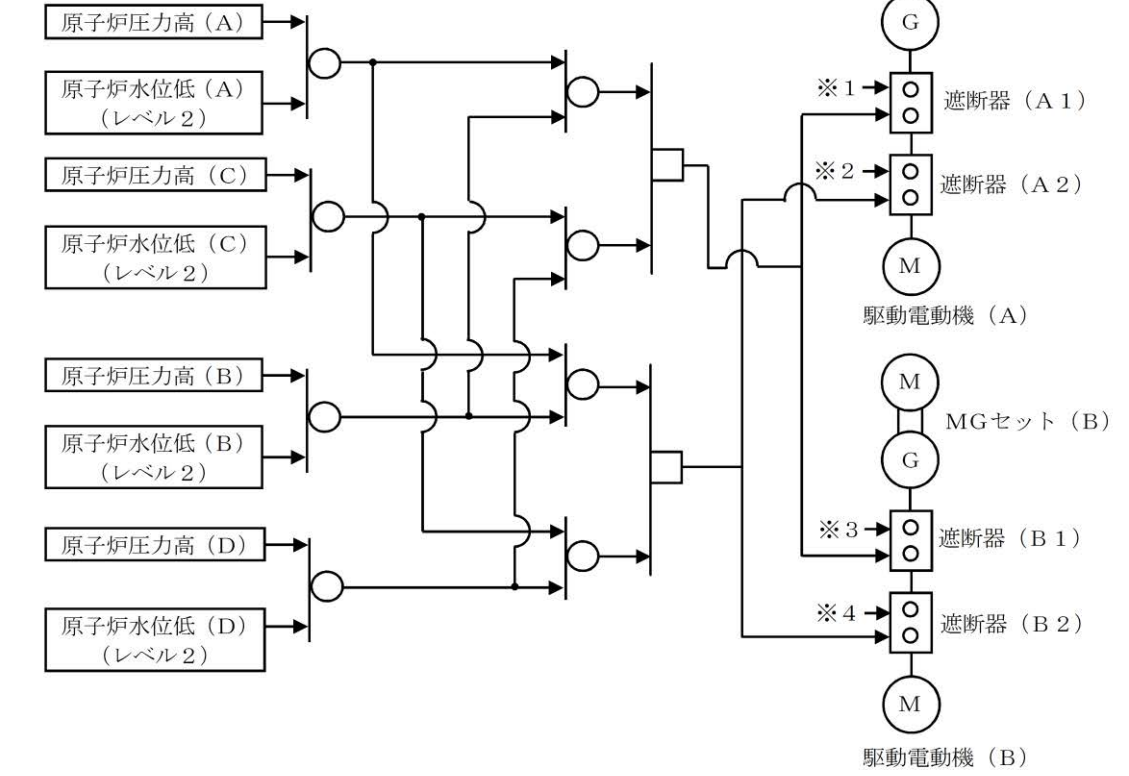 原子炉圧力高（A）
原子炉水位低（A）
（レベル２）
原子炉圧力高（C）
原子炉水位低（C）
（レベル２）
原子炉圧力高（B）
原子炉水位低（B）
（レベル２）
原子炉圧力高（D）
原子炉水位低（D）
（レベル２）
G
※１
遮断器（A１）
※２
遮断器（A２）
M
駆動電動機（A）
M
MGセット（B）
G
※３
遮断器（B１）
※４
遮断器（B２）
M
駆動電動機（B）